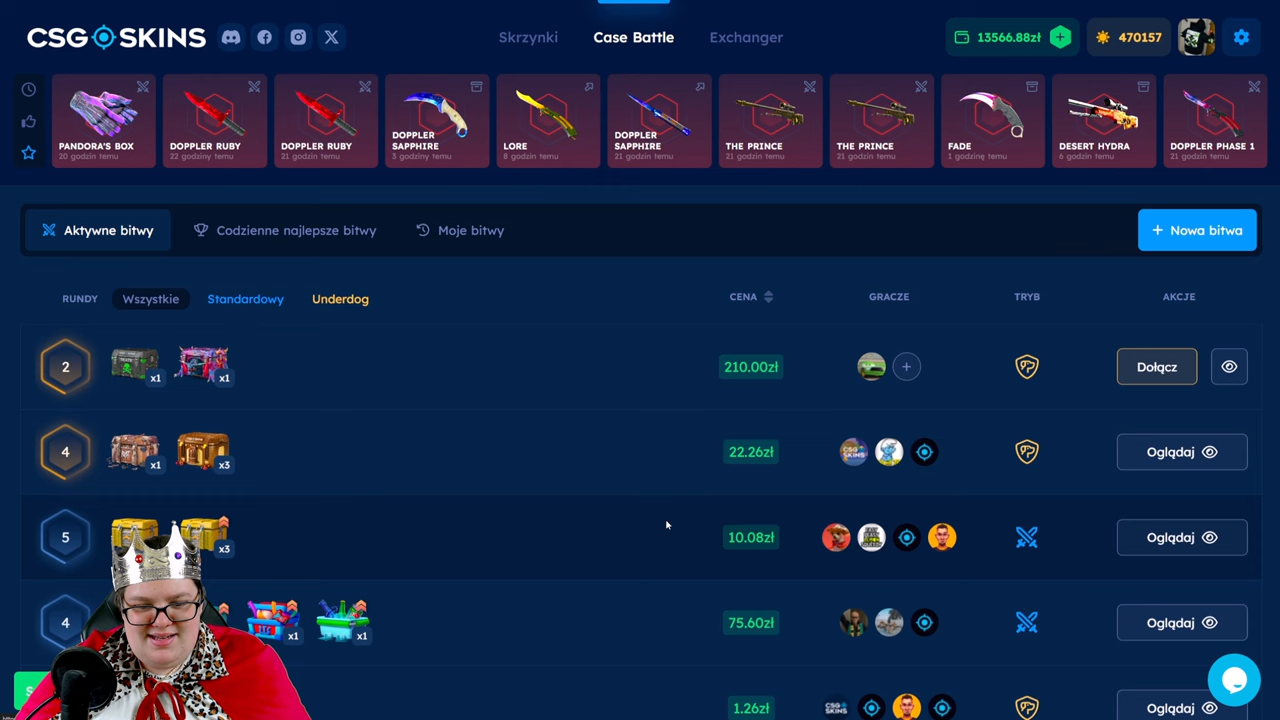 CSG SKINS
Skrzynki
Case Battle
Exchanger
13566.88zł
470157
PANDORA'S BOX
20 godzin temu
DOPPLER RUBY
22 godziny temu
DOPPLER RUBY
21 godzin temu
DOPPLER
SAPPHIRE
3 godziny temu
LORE
8 godzin temu
DOPPLER
SAPPHIRE
21 godzin temu
THE PRINCE
21 godzin temu
THE PRINCE
21 godzin temu
FADE
1 godzinę temu
DESERT HYDRA
6 godzin temu
DOPPLER PHASE 1
21 godzin temu
Aktywne bitwy
Codzienne najlepsze bitwy
Moje bitwy
+ Nowa bitwa
RUNDY
Wszystkie
Standardowy
Underdog
CENA
GRACZE
TRYB
AKCJE
2
x1
x1
210.00zł
+
Dołącz
4
x1
x3
22.26zł
Oglądaj
5
x3
10.08zł
Oglądaj
4
x1
x1
75.60zł
Oglądaj
1.26zł
CSG
SKINS
Oglądaj